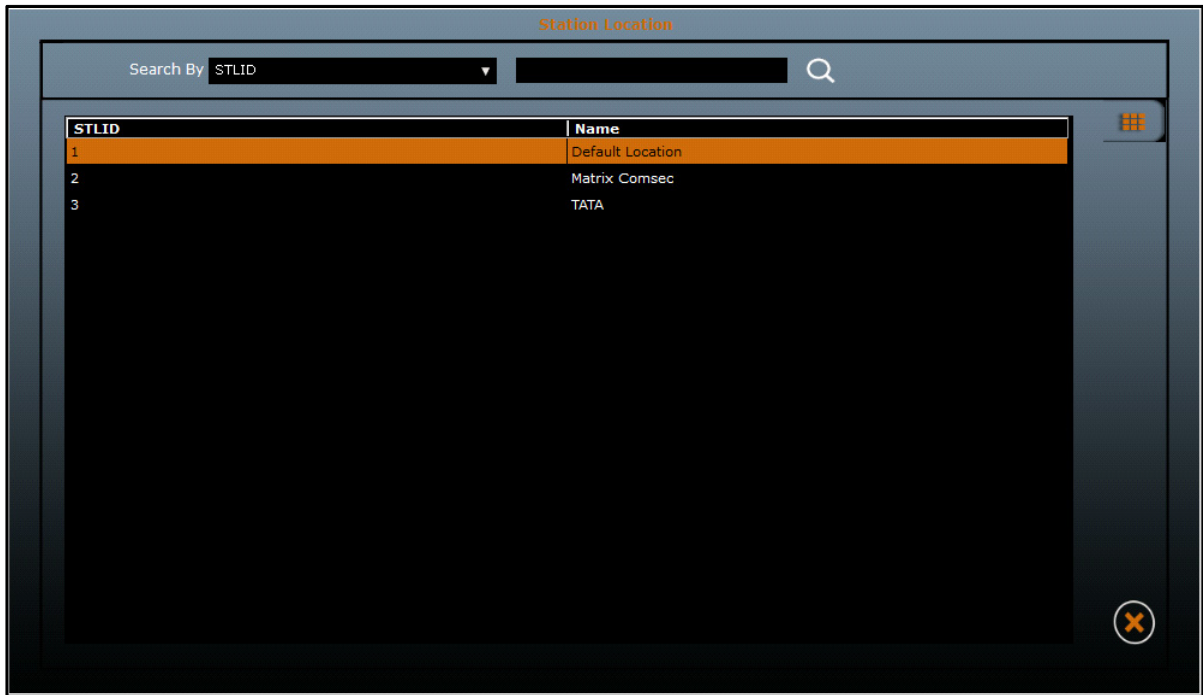 Station Location
Search By STLID
STLID Name
1 Default Location
2 Matrix Comsec
3 TATA